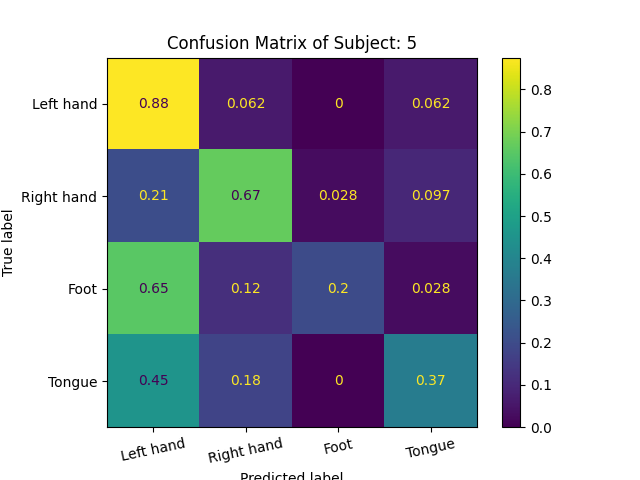 Confusion Matrix of Subject: 5
Left hand 0.88 0.062 0 0.062
Right hand 0.21 0.67 0.028 0.097
Foot 0.65 0.12 0.2 0.028
Tongue 0.45 0.18 0 0.37
Left hand Right hand Foot Tongue
Predicted label
True label
0.8
0.7
0.6
0.5
0.4
0.3
0.2
0.1
0.0